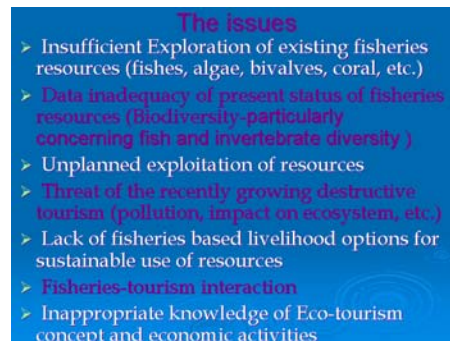 The issues
➢ Insufficient Exploration of existing fisheries
resources (fishes, algae, bivalves, coral, etc.)
➢ Data inadequacy of present status of fisheries
resources (Biodiversity-particularly
concerning fish and invertebrate diversity )
➢ Unplanned exploitation of resources
➢ Threat of the recently growing destructive
tourism (pollution, impact on ecosystem, etc.)
➢ Lack of fisheries based livelihood options for
sustainable use of resources
➢ Fisheries-tourism interaction
➢ Inappropriate knowledge of Eco-tourism
concept and economic activities